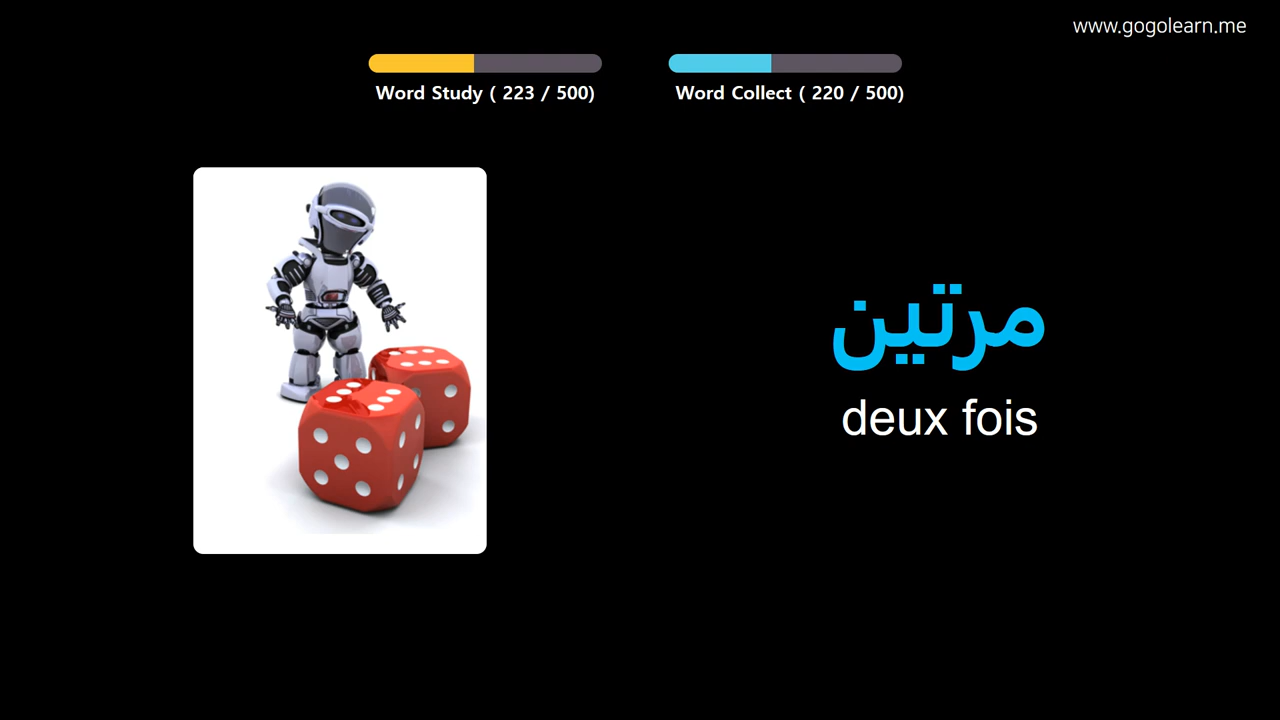 www.gogolearn.me
Word Study ( 223 / 500)
Word Collect ( 220 / 500)
مرتين
deux fois